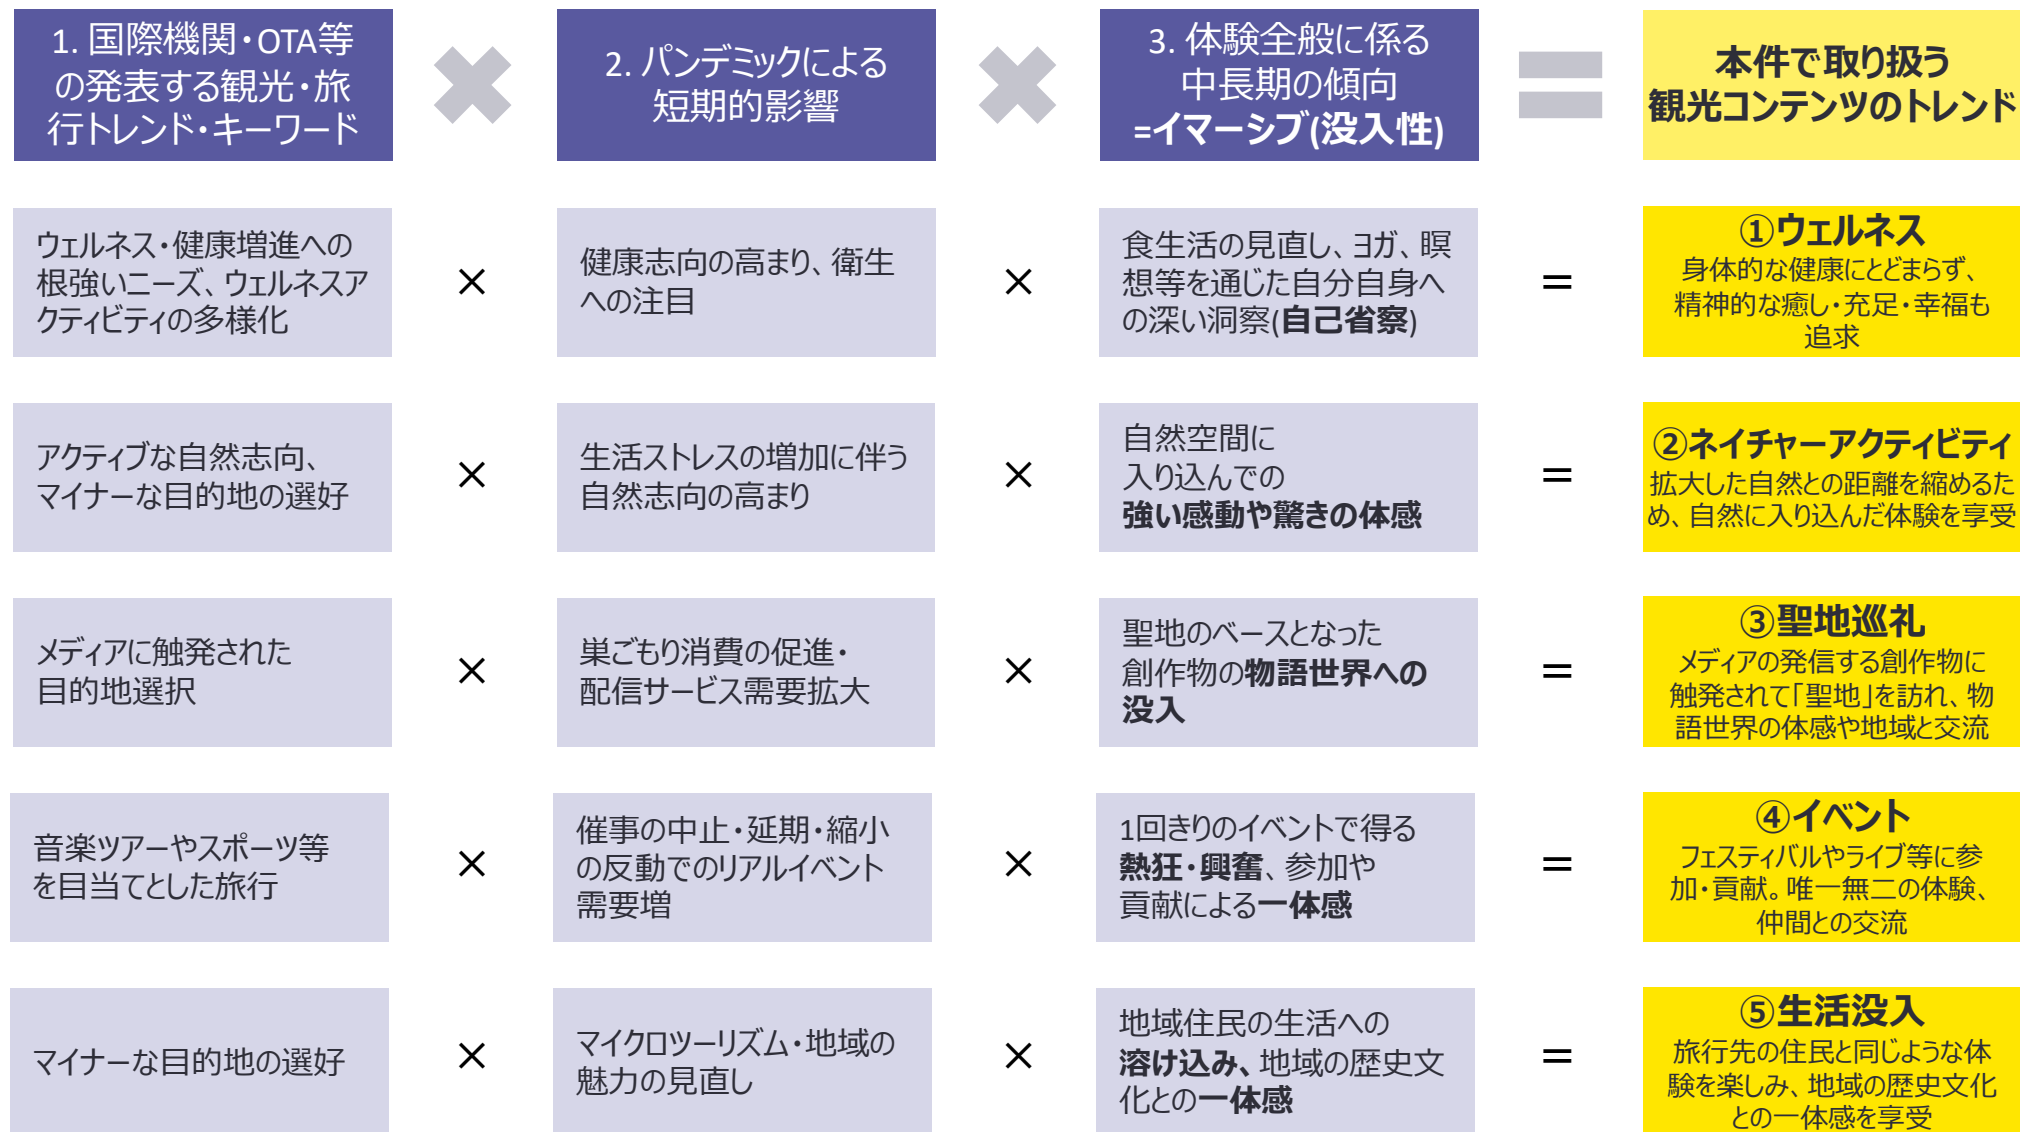 1. 国際機関・OTA等
の発表する観光・旅
行トレンド・キーワード
✖
2. パンデミックによる
短期的影響
✖
3. 体験全般に係る
中長期の傾向
=イマーシブ(没入性)
=
本件で取り扱う
観光コンテンツのトレンド
ウェルネス・健康増進への
根強いニーズ、ウェルネスア
クティビティの多様化
×
健康志向の高まり、衛生
への注目
×
食生活の見直し、ヨガ、瞑
想等を通じた自分自身へ
の深い洞察(自己省察)
=
①ウェルネス
身体的な健康にとどまらず、
精神的な癒し・充足・幸福も
追求
アクティブな自然志向、
マイナーな目的地の選好
×
生活ストレスの増加に伴う
自然志向の高まり
×
自然空間に
入り込んでの
強い感動や驚きの体感
=
②ネイチャーアクティビティ
拡大した自然との距離を縮めるた
め、自然に入り込んだ体験を享受
メディアに触発された
目的地選択
×
巣ごもり消費の促進・
配信サービス需要拡大
×
聖地のベースとなった
創作物の物語世界への
没入
=
③聖地巡礼
メディアの発信する創作物に
触発されて「聖地」を訪れ、物
語世界の体感や地域と交流
音楽ツアーやスポーツ等
を目当てとした旅行
×
催事の中止・延期・縮小
の反動でのリアルイベント
需要増
×
1回きりのイベントで得る
熱狂・興奮、参加や
貢献による一体感
=
④イベント
フェスティバルやライブ等に参
加・貢献。唯一無二の体験、
仲間との交流
マイナーな目的地の選好
×
マイクロツーリズム・地域の
魅力の見直し
×
地域住民の生活への
溶け込み、地域の歴史文
化との一体感
=
⑤生活没入
旅行先の住民と同じような体
験を楽しみ、地域の歴史文化
との一体感を享受